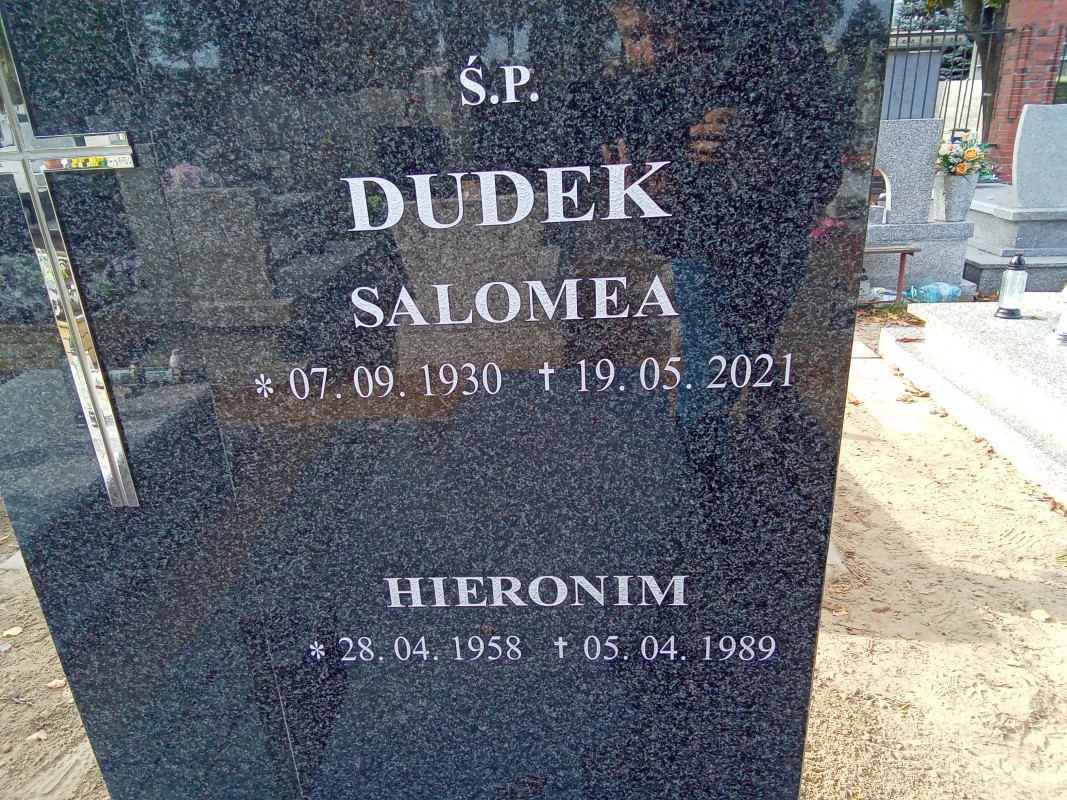 Ś.P.
DUDEK
SALOMEA
* 07. 09. 1930 † 19. 05. 2021
HIERONIM
* 28. 04. 1958 † 05. 04. 1989